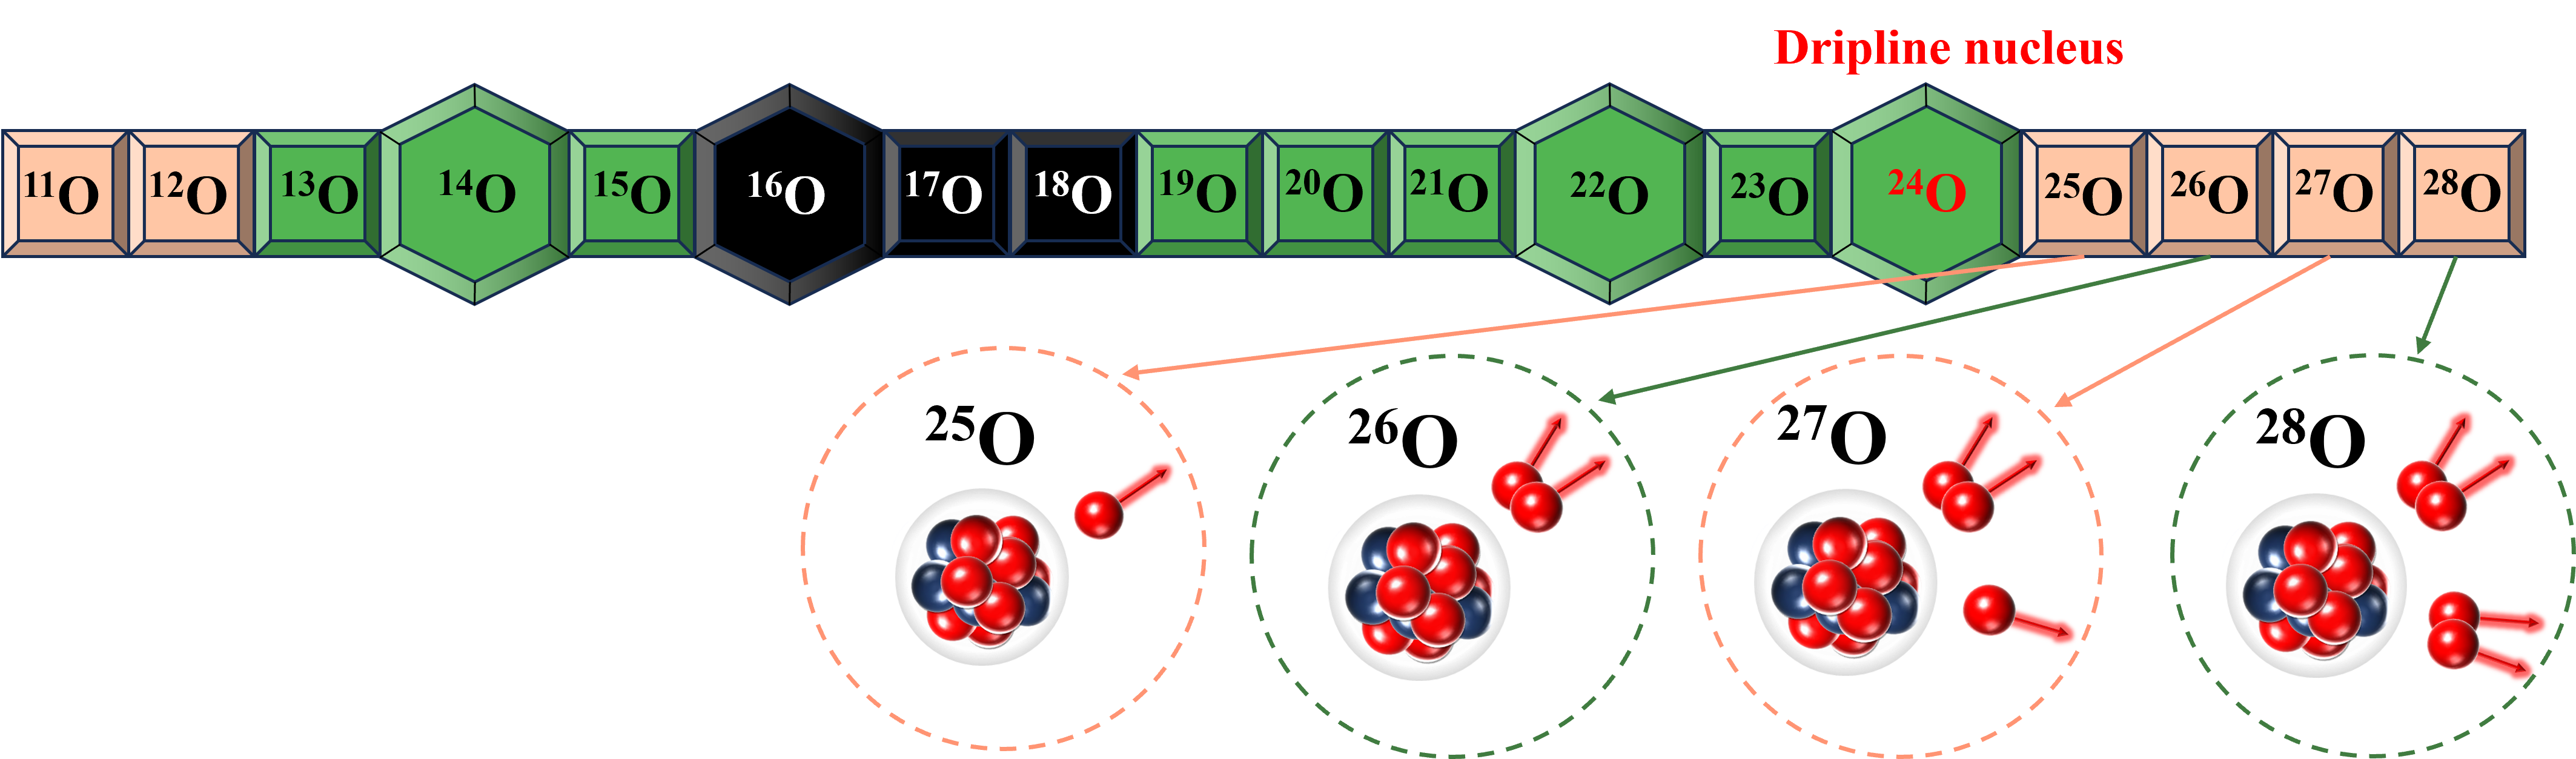 Dripline nucleus
¹¹O ¹²O ¹³O ¹⁴O ¹⁵O ¹⁶O ¹⁷O ¹⁸O ¹⁹O ²⁰O ²¹O ²²O ²³O ²⁴O ²⁵O ²⁶O ²⁷O ²⁸O
²⁵O ²⁶O ²⁷O ²⁸O